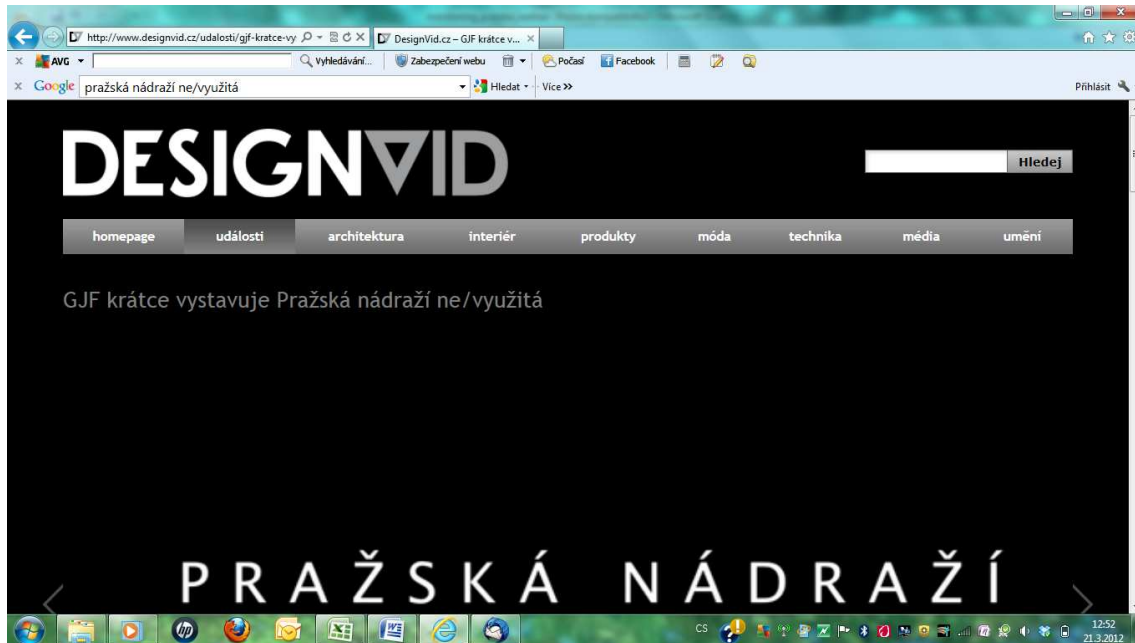 http://www.designvid.cz/udalosti/gjf-kratce-vy
DesignVid.cz – GJF krátce v...
AVG
Vyhledávání...
Zabezpečení webu
Počasí
Facebook
Google
pražská nádraží ne/využitá
Hledat
Více
Přihlásit
DESIGNVID
Hledej
homepage události architektura interiér produkty móda technika média umění
GJF krátce vystavuje Pražská nádraží ne/využitá
PRAŽSKÁ NÁDRAŽÍ
CS
12:52
21.3.2012